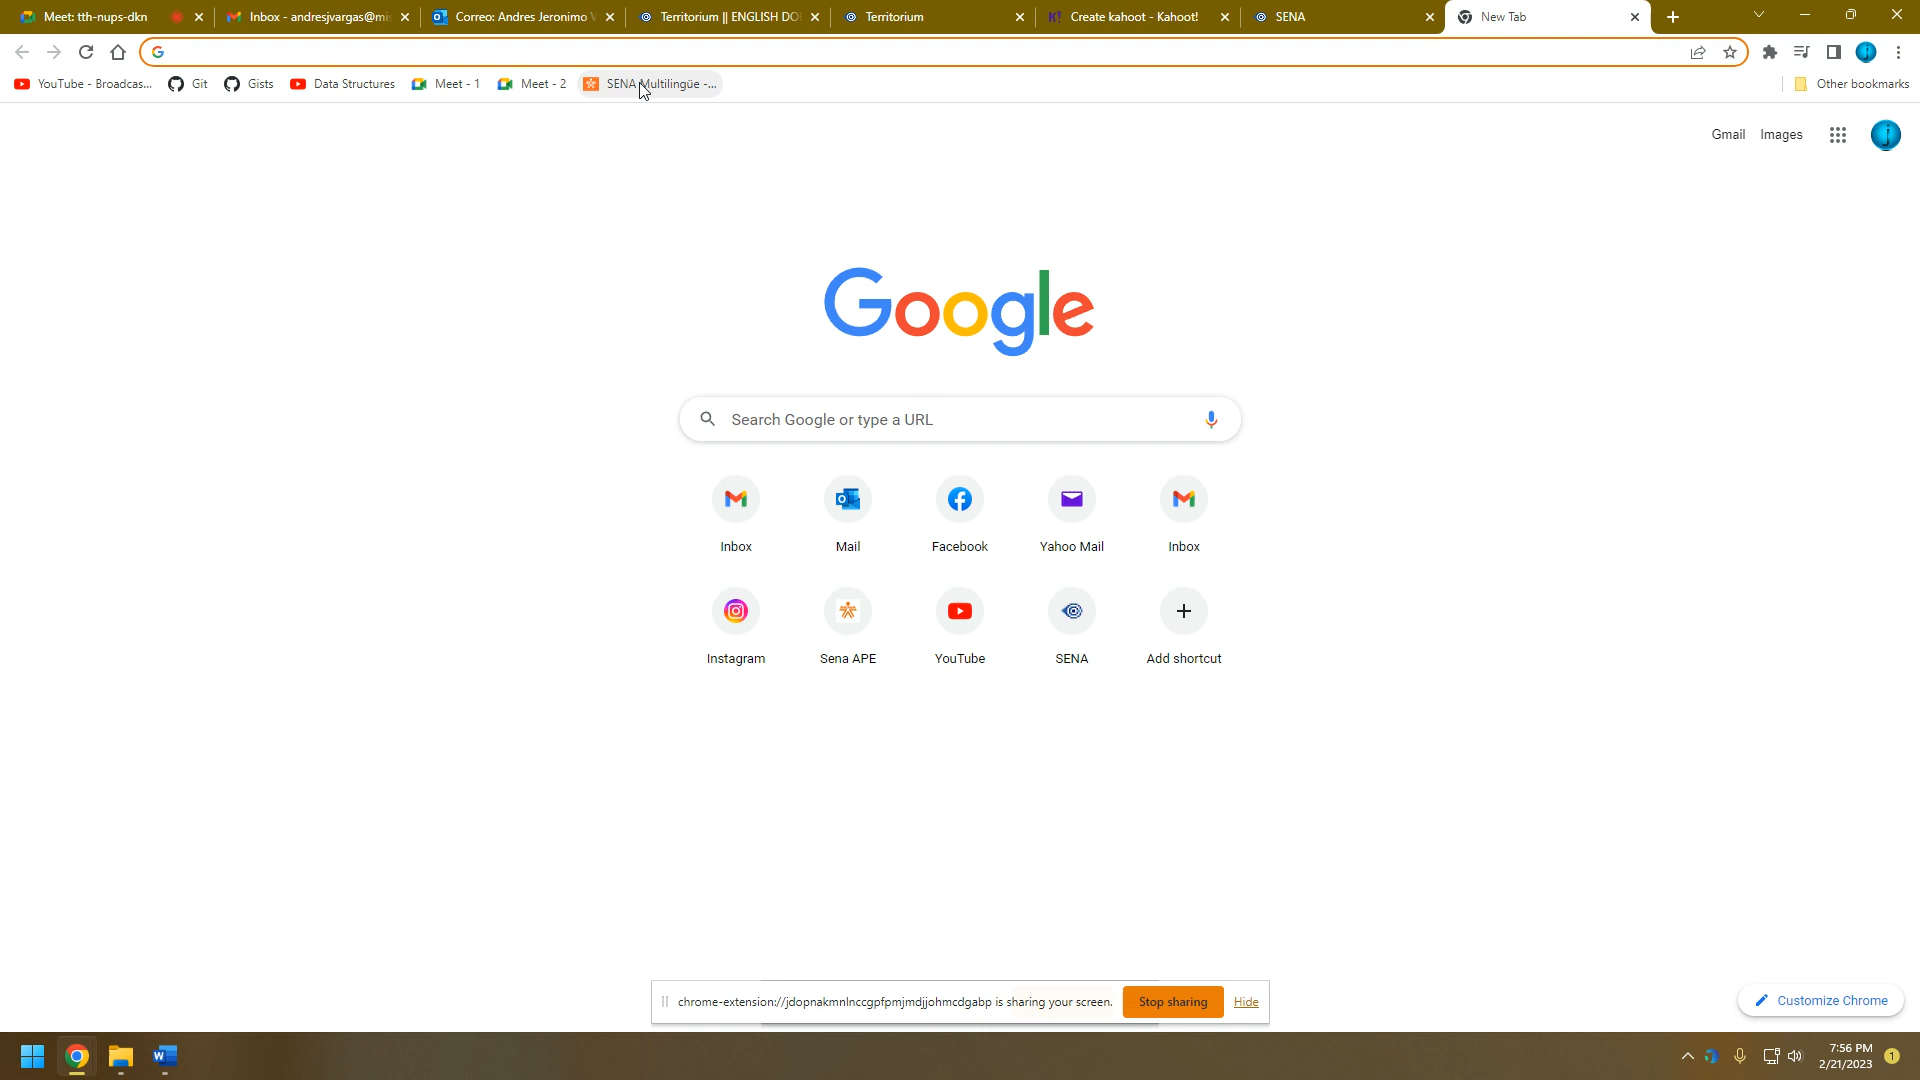 Meet: tth-nups-dkn
Inbox - andresjvargas@mi
Correo: Andres Jeronimo V
Territorium || ENGLISH DO
Territorium
Create kahoot - Kahoot!
SENA
New Tab
YouTube - Broadcas...
Git
Gists
Data Structures
Meet - 1
Meet - 2
SENA Multilingüe -...
Other bookmarks
Gmail
Images
j
Google
Search Google or type a URL
Inbox
Mail
Facebook
Yahoo Mail
Inbox
Instagram
Sena APE
YouTube
SENA
Add shortcut
chrome-extension://jdopnakmnlnccgpfpmjmdjjohmcdgabp is sharing your screen.
Stop sharing
Hide
Customize Chrome
7:56 PM
2/21/2023
1